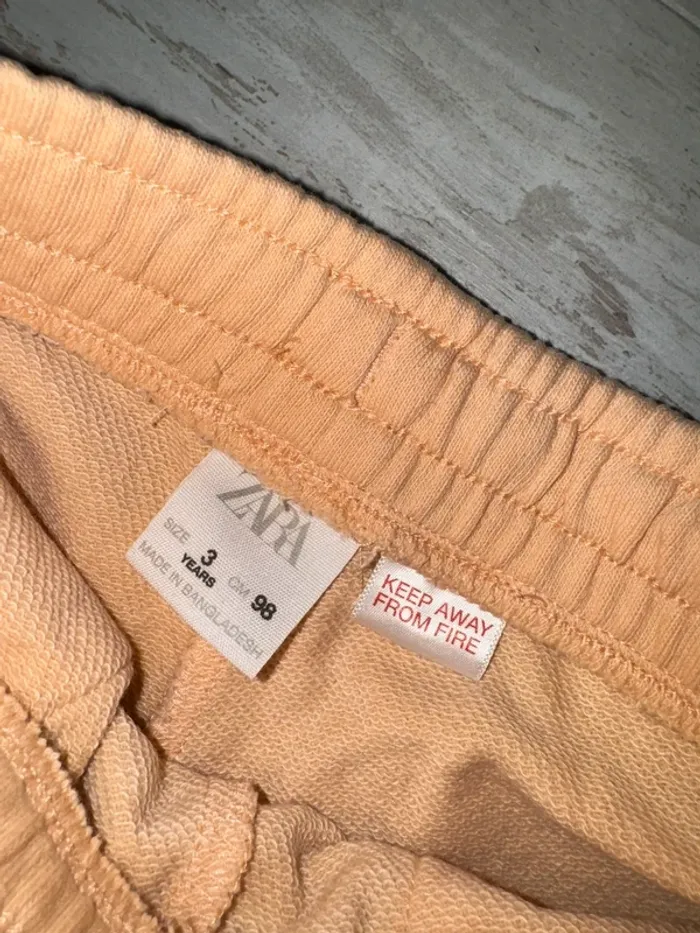 ZARA
SIZE 3 YEARS CM 98
MADE IN BANGLADESH
KEEP AWAY
FROM FIRE